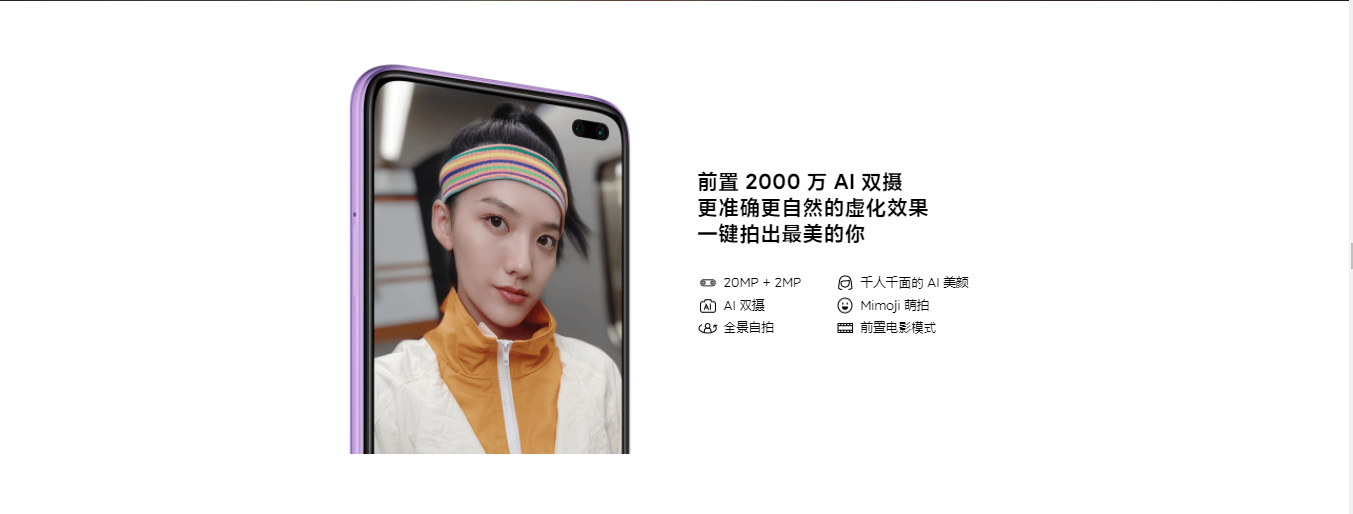 前置 2000 万 AI 双摄
更准确更自然的虚化效果
一键拍出最美的你
20MP + 2MP
千人千面的 AI 美颜
AI 双摄
Mimoji 萌拍
全景自拍
前置电影模式